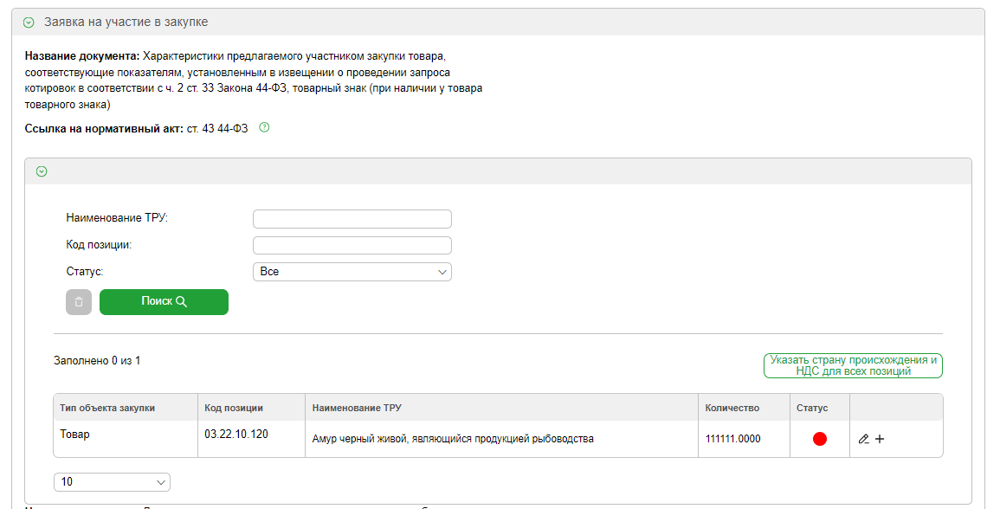 Заявка на участие в закупке
Название документа: Характеристики предлагаемого участником закупки товара,
соответствующие показателям, установленным в извещении о проведении запроса
котировок в соответствии с ч. 2 ст. 33 Закона 44-ФЗ, товарный знак (при наличии у товара
товарного знака)
Ссылка на нормативный акт: ст. 43 44-ФЗ ?
Наименование ТРУ:
Код позиции:
Статус: Все
Поиск
Заполнено 0 из 1
Указать страну происхождения и
НДС для всех позиций
Тип объекта закупки Код позиции Наименование ТРУ Количество Статус
Товар 03.22.10.120 Амур черный живой, являющийся продукцией рыбоводства 111111.0000
10